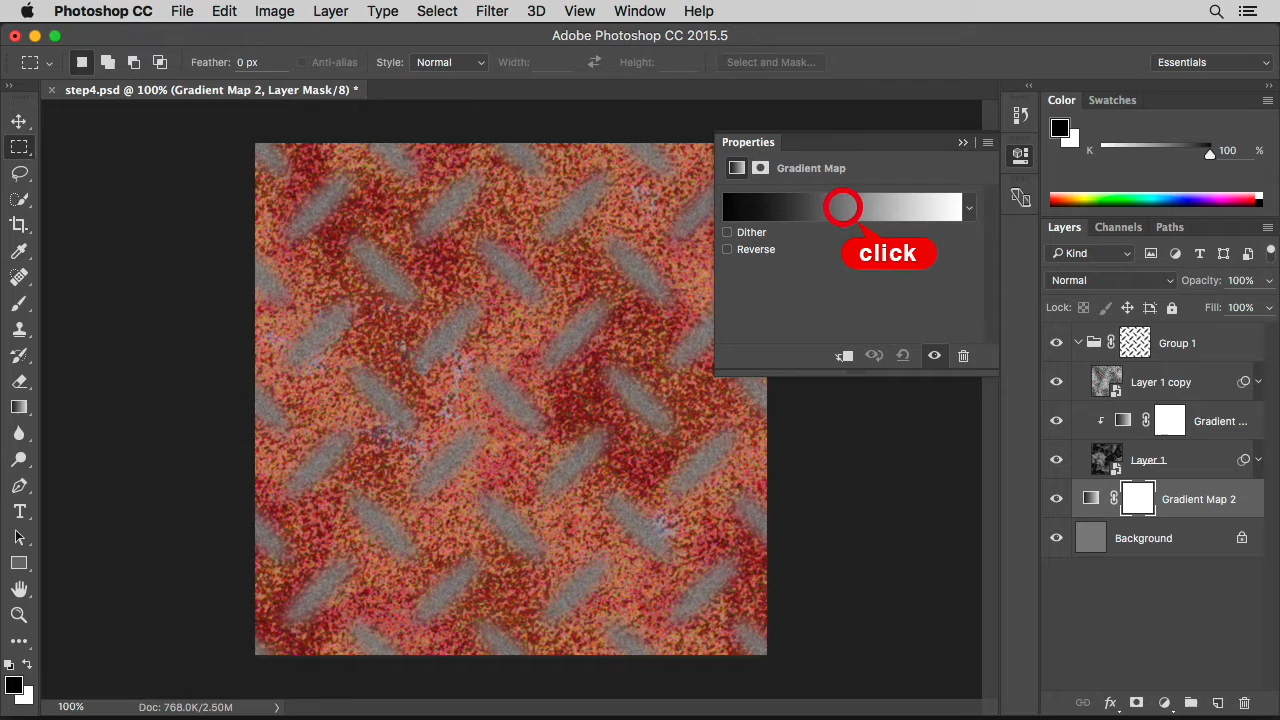 Photoshop CC File Edit Image Layer Type Select Filter 3D View Window Help
Adobe Photoshop CC 2015.5
Feather: 0 px Anti-alias Style: Normal Width: Height: Select and Mask... Essentials
× step4.psd @ 100% (Gradient Map 2, Layer Mask/8) *
Color Swatches
K 100 %
Properties
Gradient Map
Dither
Reverse
click
Layers Channels Paths
Kind
Normal Opacity: 100%
Lock: Fill: 100%
Group 1
Layer 1 copy
Gradient ...
Layer 1
Gradient Map 2
Background
100% Doc: 768.0K/2.50M